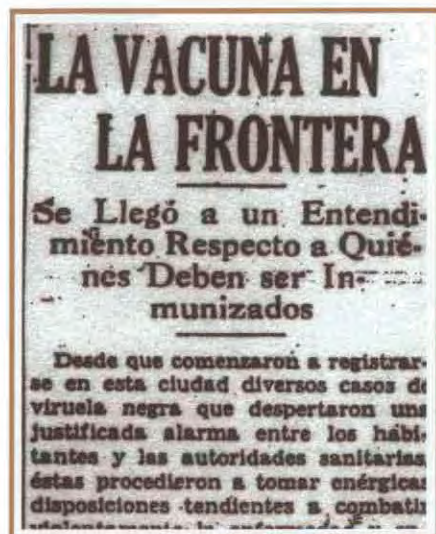 LA VACUNA EN
LA FRONTERA
Se Llegó a un Entendi-
miento Respecto a Quié-
nes Deben ser In-
munizados
Desde que comenzaron a registrar-
se en esta ciudad diversos casos de
viruela negra que despertaron una
justificada alarma entre los habi-
tantes y las autoridades sanitarias,
éstas procedieron a tomar enérgicas
disposiciones tendientes a combatir